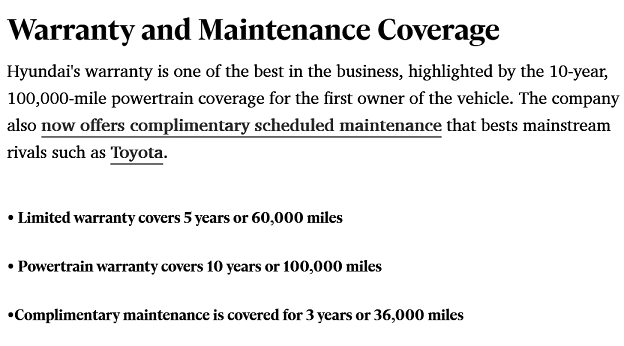 Warranty and Maintenance Coverage
Hyundai's warranty is one of the best in the business, highlighted by the 10-year,
100,000-mile powertrain coverage for the first owner of the vehicle. The company
also now offers complimentary scheduled maintenance that bests mainstream
rivals such as Toyota.
• Limited warranty covers 5 years or 60,000 miles
• Powertrain warranty covers 10 years or 100,000 miles
•Complimentary maintenance is covered for 3 years or 36,000 miles